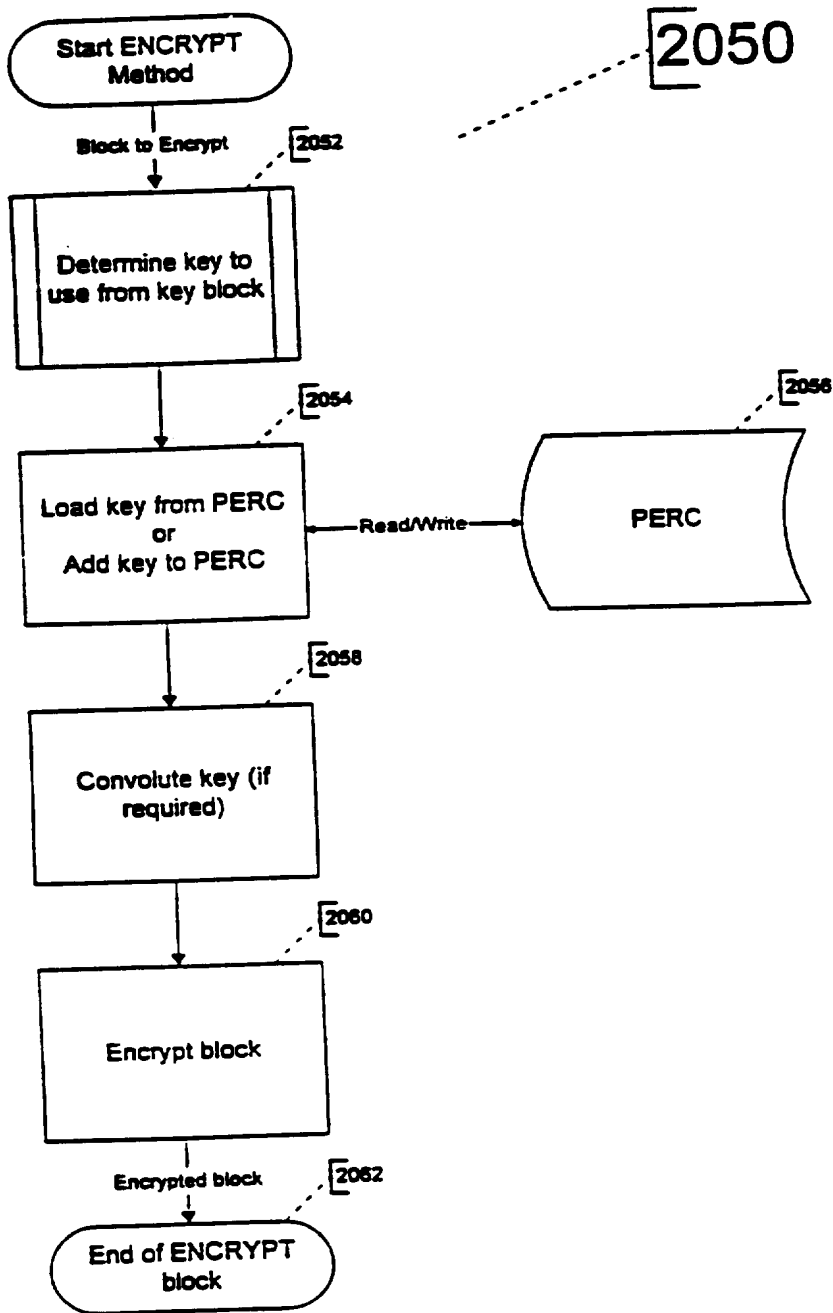 2050
Start ENCRYPT
Method
Block to Encrypt
2052
Determine key to
use from key block
2054
2056
Load key from PERC
or
Add key to PERC
Read/Write
PERC
2058
Convolute key (if
required)
2060
Encrypt block
Encrypted block
2062
End of ENCRYPT
block